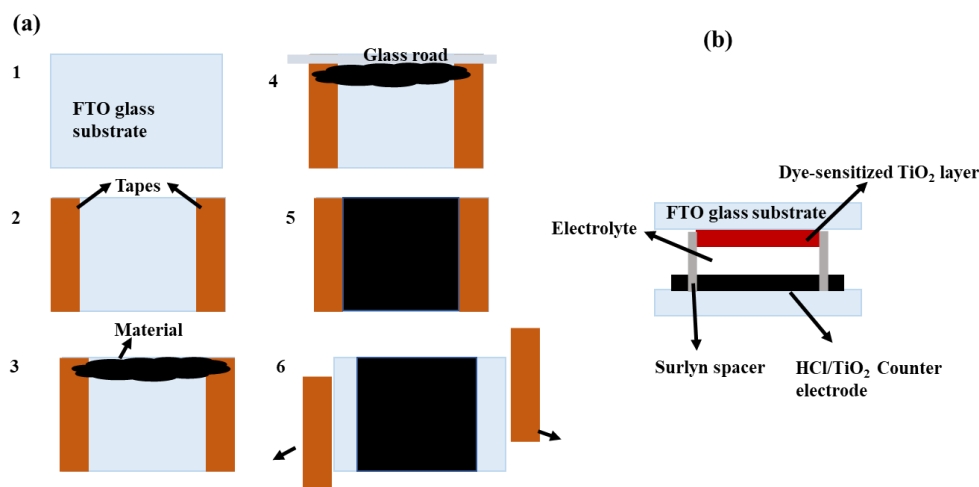 (a)
1
FTO glass
substrate
2
Tapes
3
Material
4
Glass road
5
6
(b)
Dye-sensitized TiO₂ layer
FTO glass substrate
Electrolyte
Surlyn spacer
HCl/TiO₂ Counter
electrode